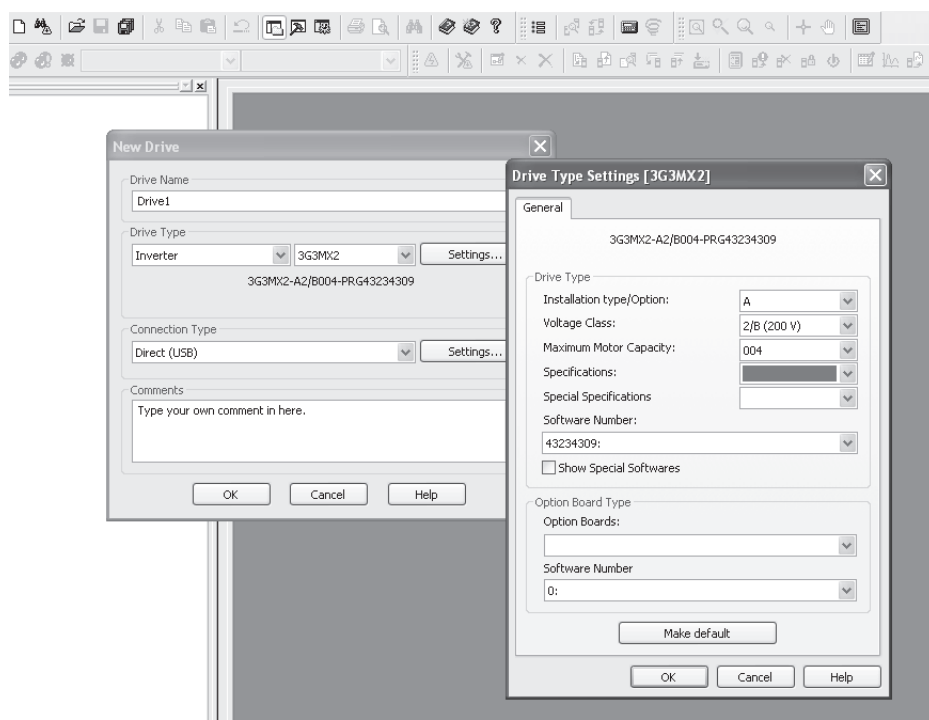 New Drive
Drive Name
Drive1
Drive Type
Inverter 3G3MX2 Settings...
3G3MX2-A2/B004-PRG43234309
Connection Type
Direct (USB) Settings...
Comments
Type your own comment in here.
OK Cancel Help
Drive Type Settings [3G3MX2]
General
3G3MX2-A2/B004-PRG43234309
Drive Type
Installation type/Option: A
Voltage Class: 2/B (200 V)
Maximum Motor Capacity: 004
Specifications:
Special Specifications
Software Number:
43234309:
Show Special Softwares
Option Board Type
Option Boards:
Software Number
0:
Make default
OK Cancel Help